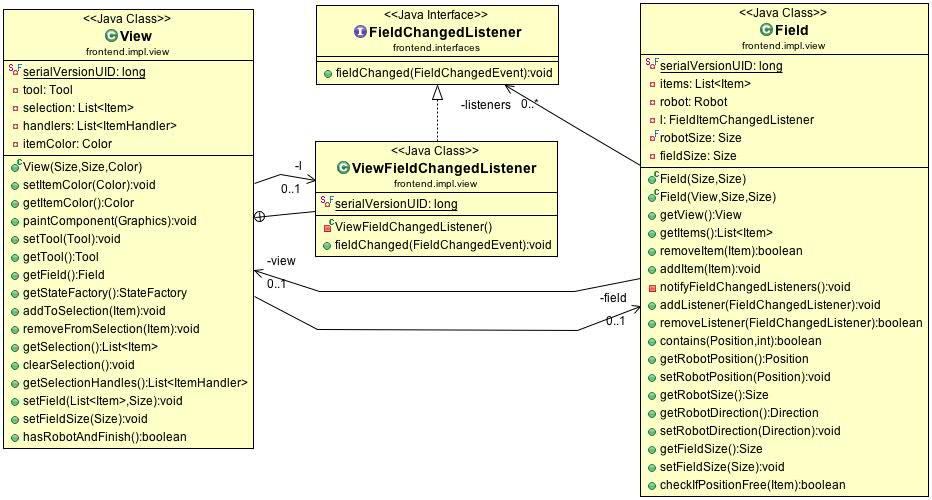 <<Java Class>>
View
frontend.impl.view
serialVersionUID: long
tool: Tool
selection: List<Item>
handlers: List<ItemHandler>
itemColor: Color
View(Size,Size,Color)
setItemColor(Color):void
getItemColor():Color
paintComponent(Graphics):void
setTool(Tool):void
getTool():Tool
getField():Field
getStateFactory():StateFactory
addToSelection(Item):void
removeFromSelection(Item):void
getSelection():List<Item>
clearSelection():void
getSelectionHandles():List<ItemHandler>
setField(List<Item>,Size):void
setFieldSize(Size):void
hasRobotAndFinish():boolean
<<Java Interface>>
FieldChangedListener
frontend.interfaces
fieldChanged(FieldChangedEvent):void
-listeners 0..*
<<Java Class>>
ViewFieldChangedListener
frontend.impl.view
serialVersionUID: long
ViewFieldChangedListener()
fieldChanged(FieldChangedEvent):void
-l
0..1
-view
0..1
-field
0..1
<<Java Class>>
Field
frontend.impl.view
serialVersionUID: long
items: List<Item>
robot: Robot
l: FieldItemChangedListener
robotSize: Size
fieldSize: Size
Field(Size,Size)
Field(View,Size,Size)
getView():View
getItems():List<Item>
removeItem(Item):boolean
addItem(Item):void
notifyFieldChangedListeners():void
addListener(FieldChangedListener):void
removeListener(FieldChangedListener):boolean
contains(Position,int):boolean
getRobotPosition():Position
setRobotPosition(Position):void
getRobotSize():Size
getRobotDirection():Direction
setRobotDirection(Direction):void
getFieldSize():Size
setFieldSize(Size):void
checkIfPositionFree(Item):boolean